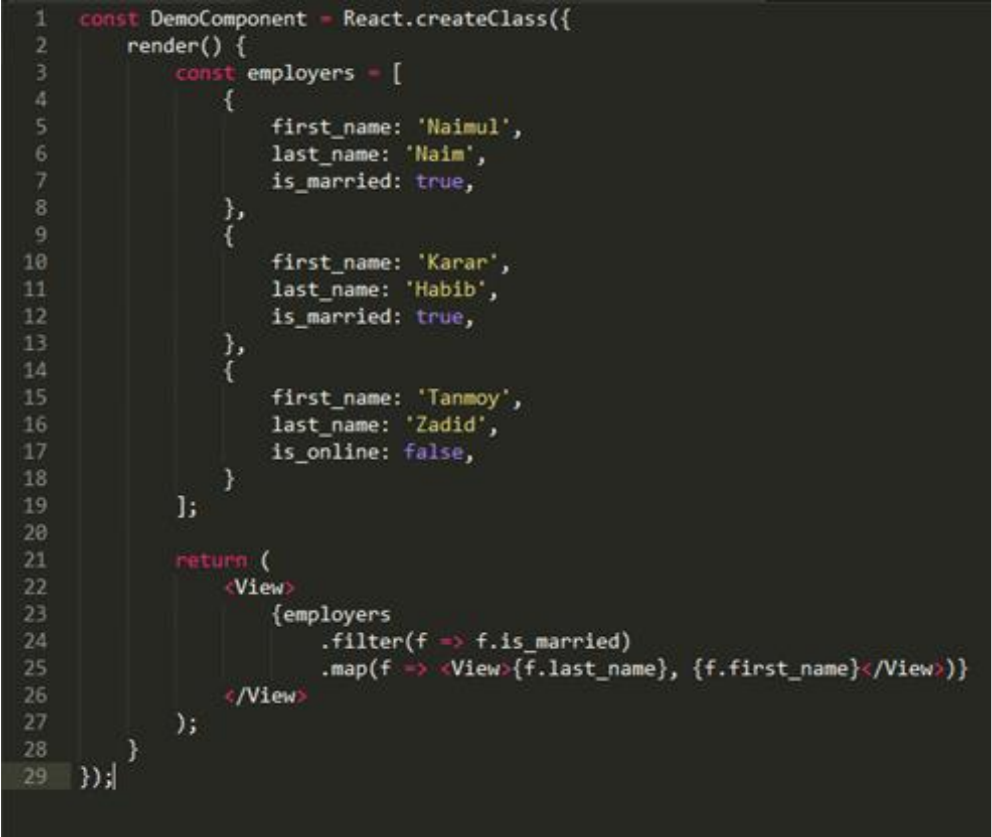 1 const DemoComponent = React.createClass({
2 render() {
3 const employers = [
4 {
5 first_name: 'Naimul',
6 last_name: 'Naim',
7 is_married: true,
8 },
9 {
10 first_name: 'Karar',
11 last_name: 'Habib',
12 is_married: true,
13 },
14 {
15 first_name: 'Tanmoy',
16 last_name: 'Zadid',
17 is_online: false,
18 }
19 ];
20
21 return (
22 <View>
23 {employers
24 .filter(f => f.is_married)
25 .map(f => <View>{f.last_name}, {f.first_name}</View>)}
26 </View>
27 );
28 }
29 });